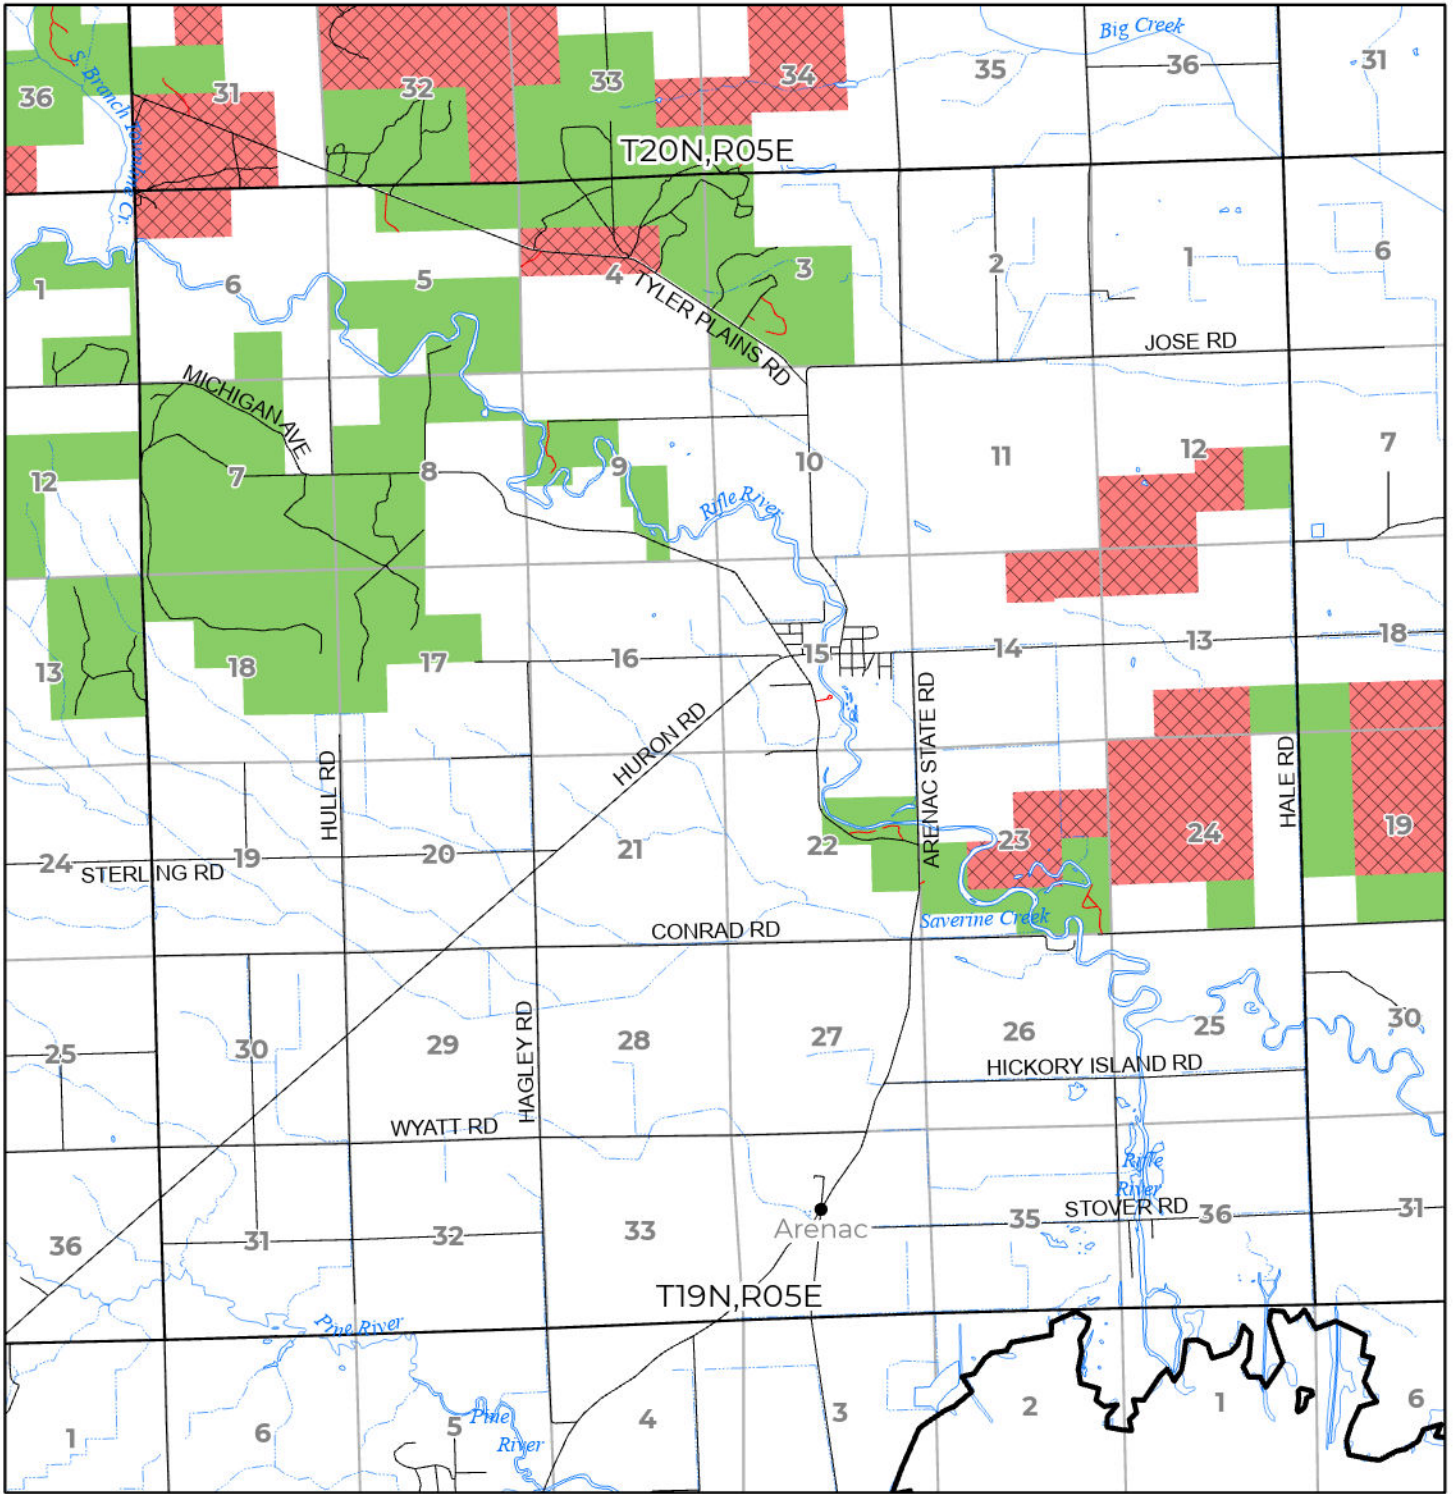 Big Creek
31
36
35
34
33
32
31
36
S. Branch Townline Cr.
T20N,R05E
1
6
5
4
3
2
1
6
TYLER PLAINS RD
JOSE RD
MICHIGAN AVE
12
7
8
9
10
11
12
7
Rifle River
13
18
17
16
15
14
13
18
HURON RD
ARENAC STATE RD
HULL RD
HALE RD
24
STERLING RD
19
20
21
22
23
24
19
Saverine Creek
CONRAD RD
HAGLEY RD
25
30
29
28
27
26
25
30
HICKORY ISLAND RD
WYATT RD
Rifle
River
STOVER RD
36
31
32
33
Arenac
35
36
31
T19N,R05E
Pine River
1
6
5
Pine
River
4
3
2
1
6